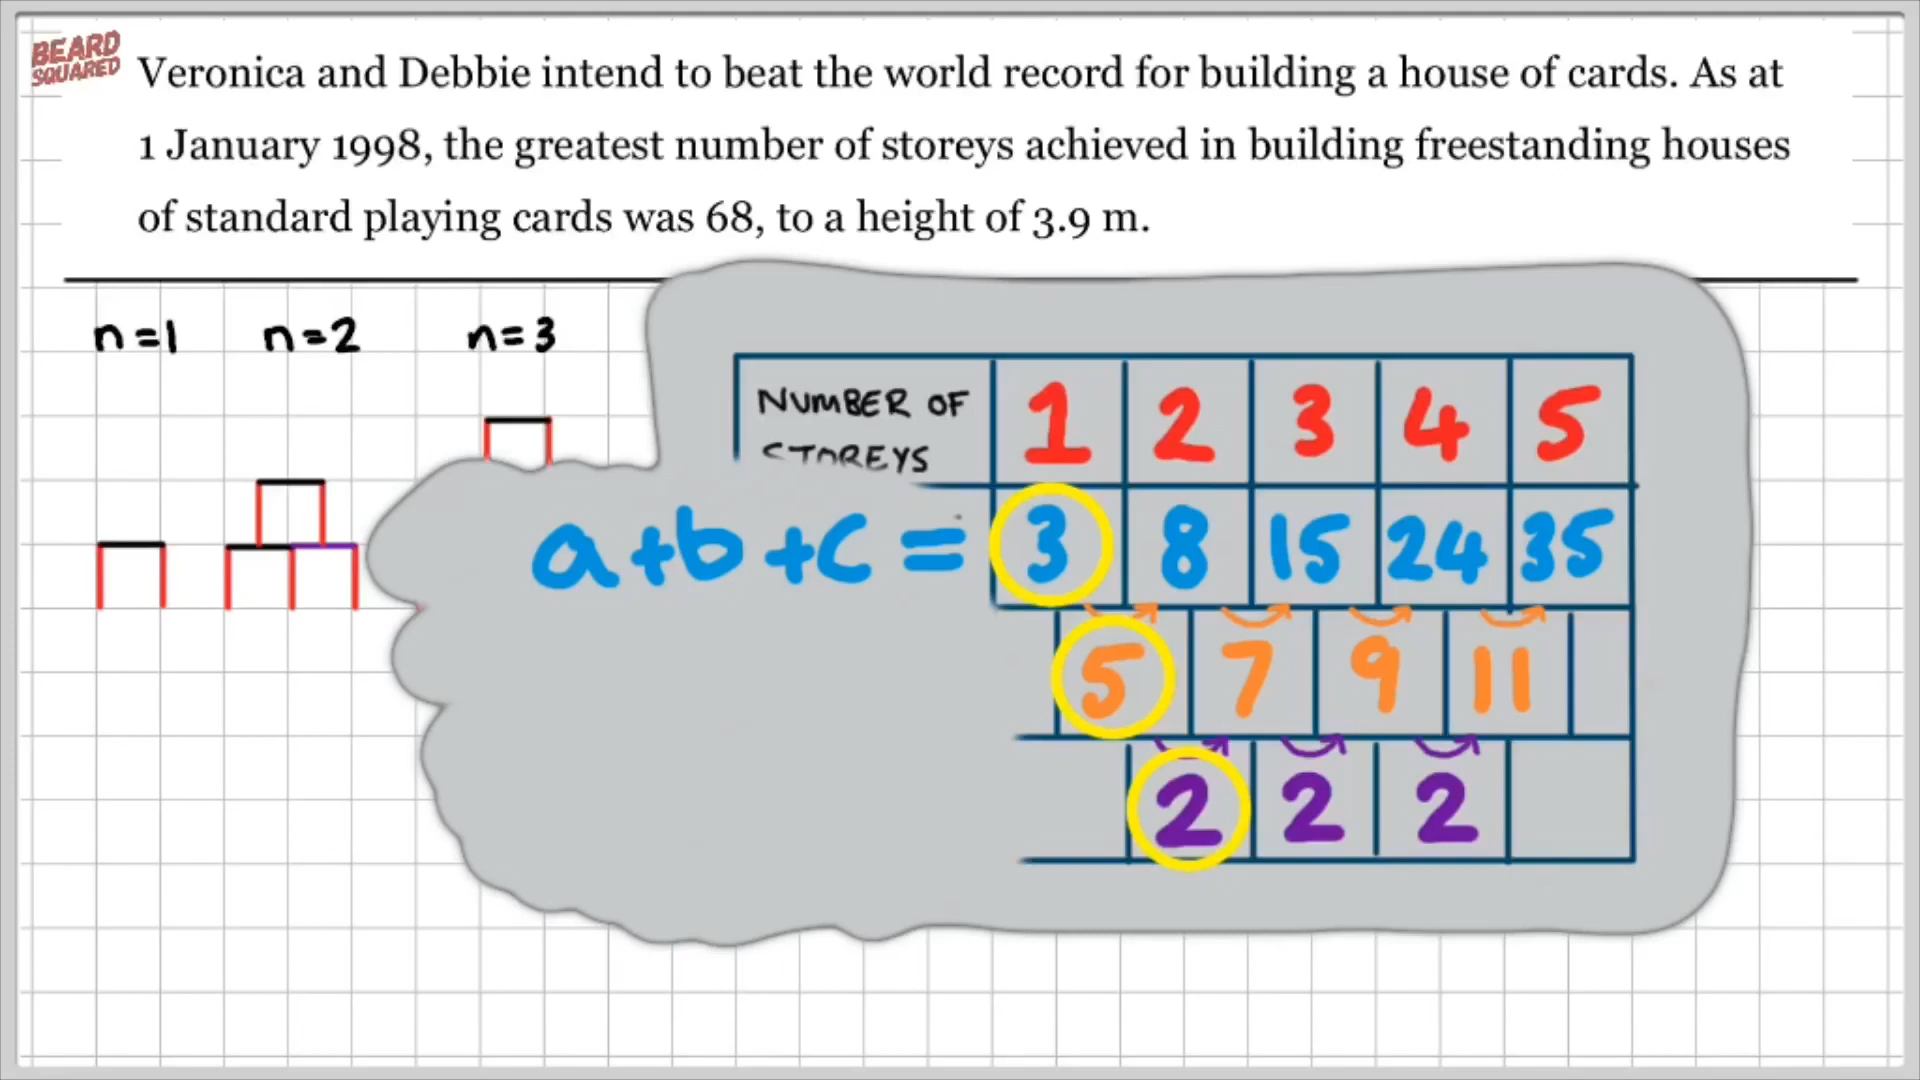 BEARD
SQUARED
Veronica and Debbie intend to beat the world record for building a house of cards. As at
1 January 1998, the greatest number of storeys achieved in building freestanding houses
of standard playing cards was 68, to a height of 3.9 m.
n=1 n=2 n=3
NUMBER OF
STOREYS
1 2 3 4 5
a+b+c = 3 8 15 24 35
5 7 9 11
2 2 2